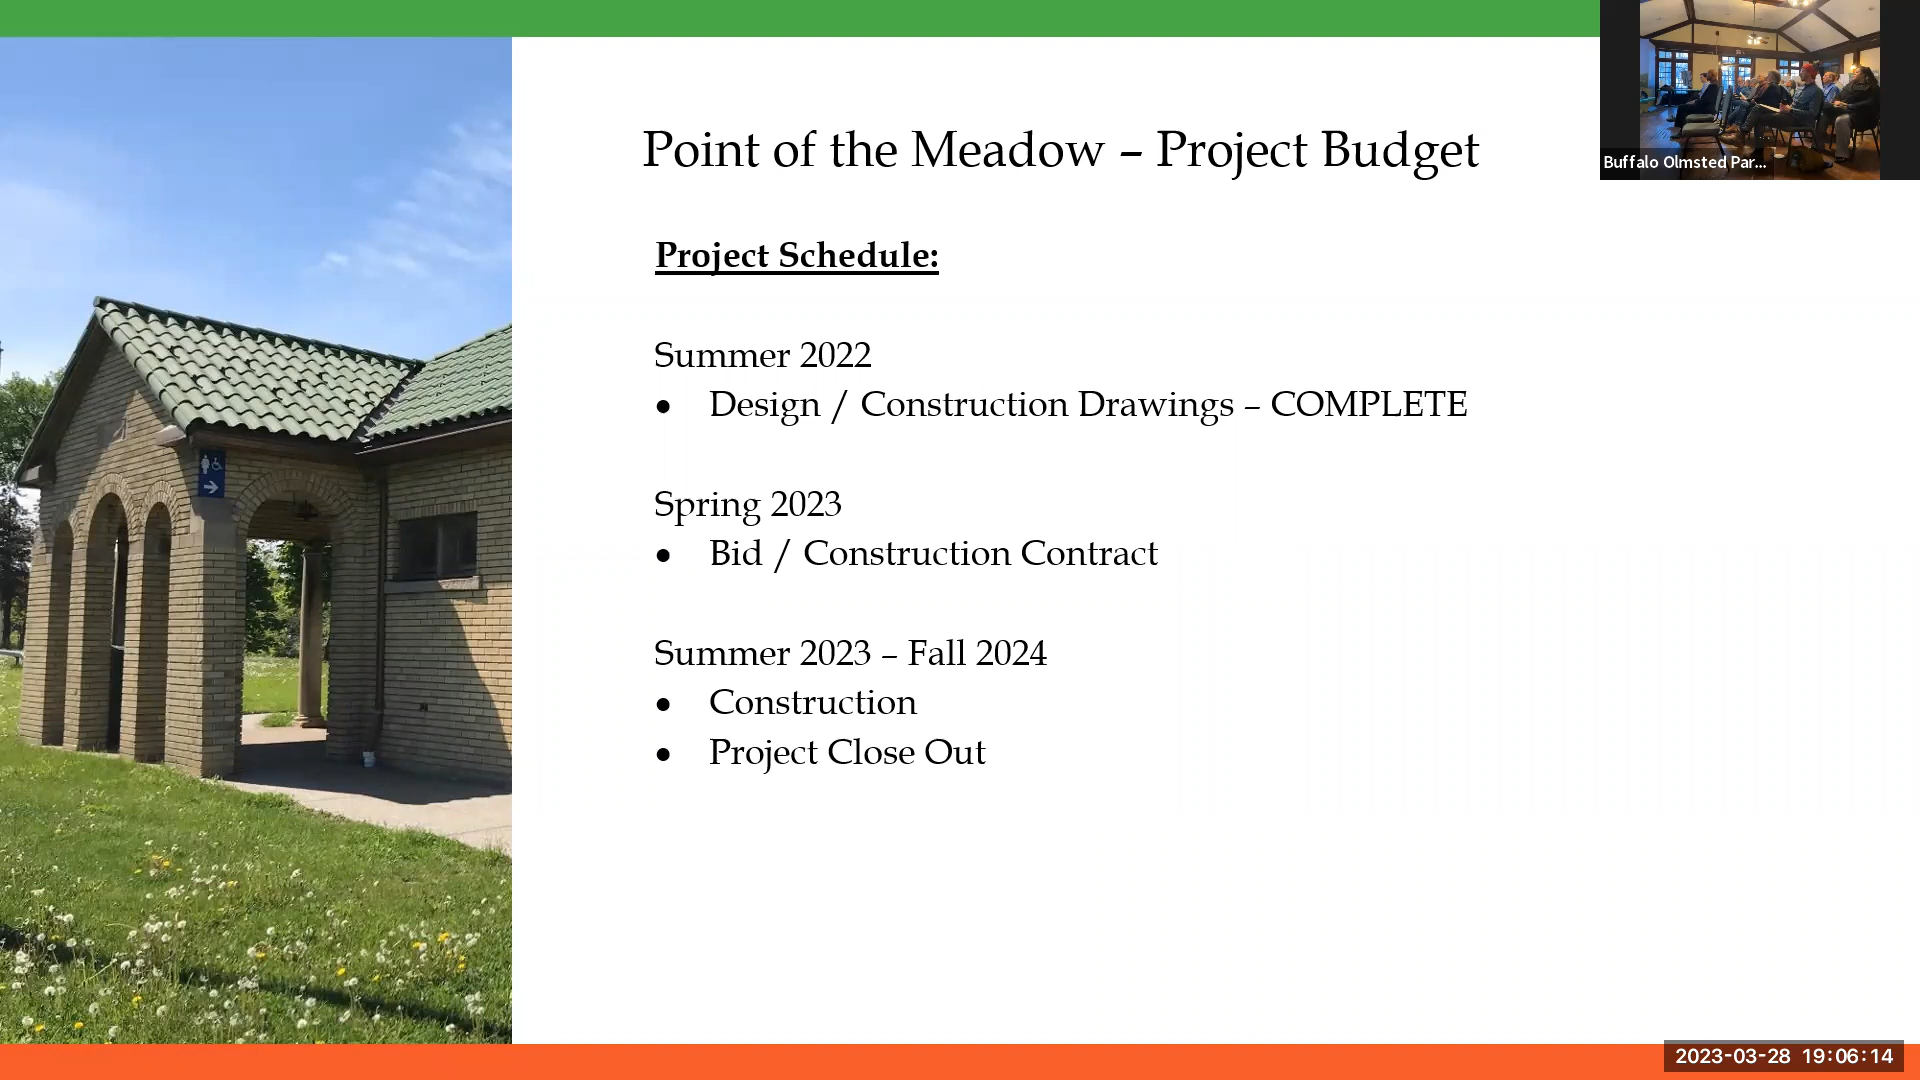 Point of the Meadow – Project Budget
Buffalo Olmsted Par...
Project Schedule:
Summer 2022
• Design / Construction Drawings – COMPLETE
Spring 2023
• Bid / Construction Contract
Summer 2023 – Fall 2024
• Construction
• Project Close Out
2023-03-28 19:06:14